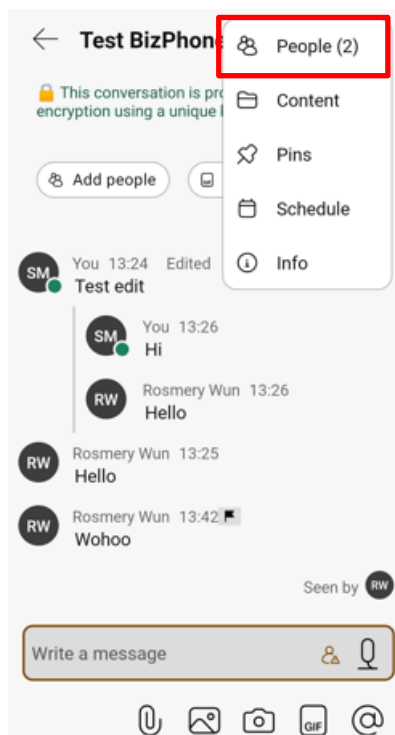 Test BizPhone
People (2)
This conversation is pro
encryption using a unique
Content
Pins
Add people
Schedule
Info
SM
You 13:24 Edited
Test edit
SM
You 13:26
Hi
RW
Rosmery Wun 13:26
Hello
RW
Rosmery Wun 13:25
Hello
RW
Rosmery Wun 13:42
Wohoo
Seen by RW
Write a message
GIF